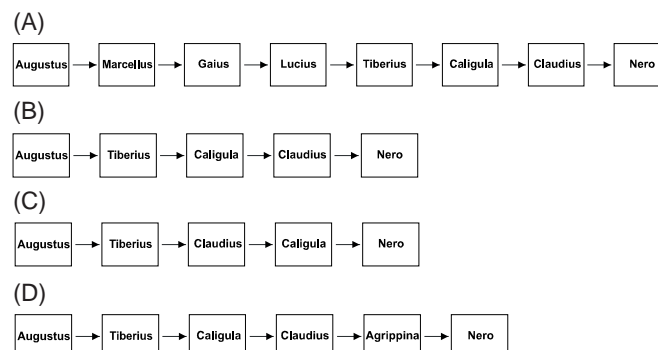 (A)
Augustus Marcellus Gaius Lucius Tiberius Caligula Claudius Nero
(B)
Augustus Tiberius Caligula Claudius Nero
(C)
Augustus Tiberius Claudius Caligula Nero
(D)
Augustus Tiberius Caligula Claudius Agrippina Nero